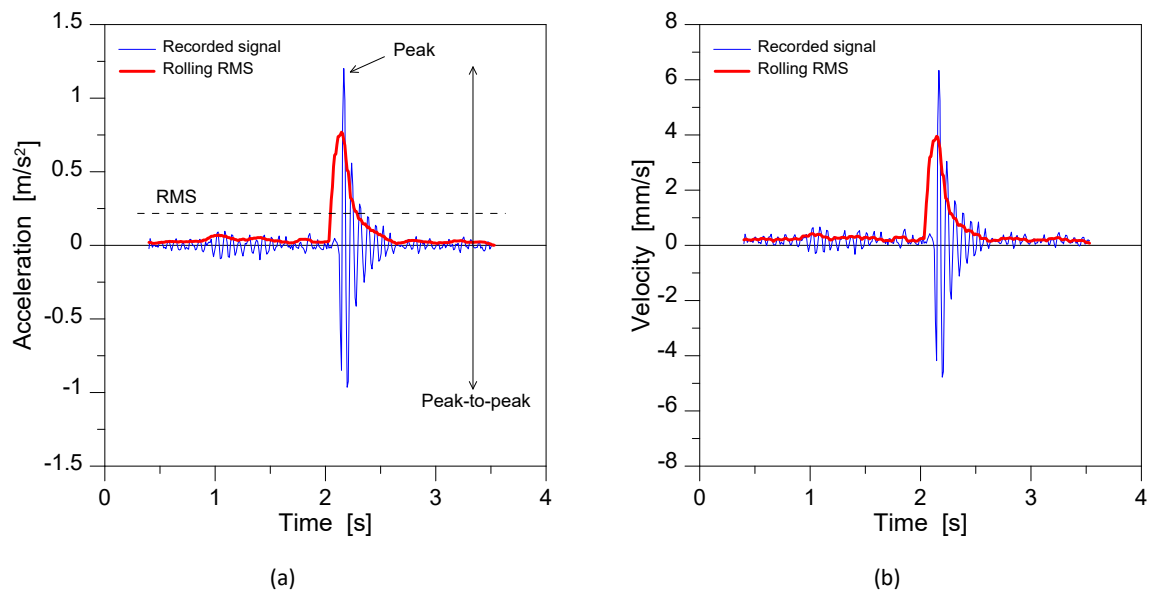 1.5
1
0.5
0
-0.5
-1
-1.5
Acceleration [m/s²]
Recorded signal
Rolling RMS
Peak
RMS
Peak-to-peak
0 1 2 3 4
Time [s]
(a)
8
6
4
2
0
-2
-4
-6
-8
Velocity [mm/s]
Recorded signal
Rolling RMS
0 1 2 3 4
Time [s]
(b)